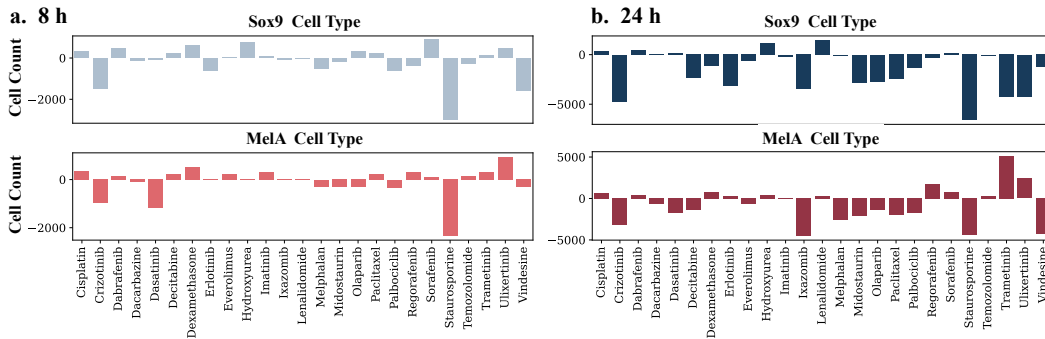 a. 8 h
Sox9 Cell Type
Cell Count
0
−2000
MelA Cell Type
Cell Count
0
−2000
Cisplatin
Crizotinib
Dabrafenib
Dacarbazine
Dasatinib
Decitabine
Dexamethasone
Erlotinib
Everolimus
Hydroxyurea
Imatinib
Ixazomib
Lenalidomide
Melphalan
Midostaurin
Olaparib
Paclitaxel
Palbociclib
Regorafenib
Sorafenib
Staurosporine
Temozolomide
Trametinib
Ulixertinib
Vindesine
b. 24 h
Sox9 Cell Type
0
−5000
MelA Cell Type
5000
0
−5000
Cisplatin
Crizotinib
Dabrafenib
Dacarbazine
Dasatinib
Decitabine
Dexamethasone
Erlotinib
Everolimus
Hydroxyurea
Imatinib
Ixazomib
Lenalidomide
Melphalan
Midostaurin
Olaparib
Paclitaxel
Palbociclib
Regorafenib
Sorafenib
Staurosporine
Temozolomide
Trametinib
Ulixertinib
Vindesine